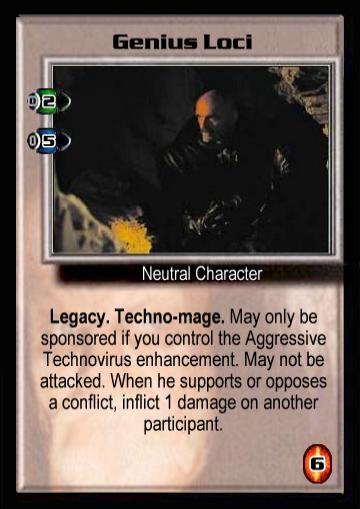 Genius Loci
2
5
Neutral Character
Legacy. Techno-mage. May only be
sponsored if you control the Aggressive
Technovirus enhancement. May not be
attacked. When he supports or opposes
a conflict, inflict 1 damage on another
participant.
6